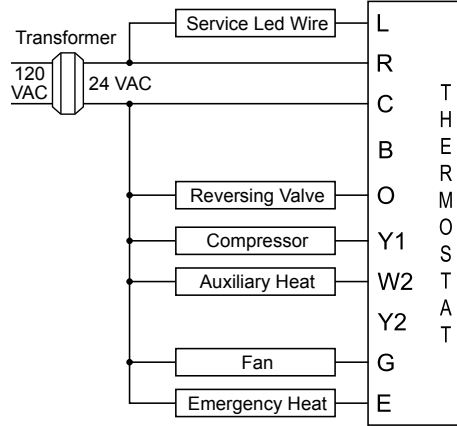 Service Led Wire
L
Transformer
R
120
VAC
24 VAC
C
B
Reversing Valve
O
Compressor
Y1
Auxiliary Heat
W2
Y2
Fan
G
Emergency Heat
E
THERMOSTAT